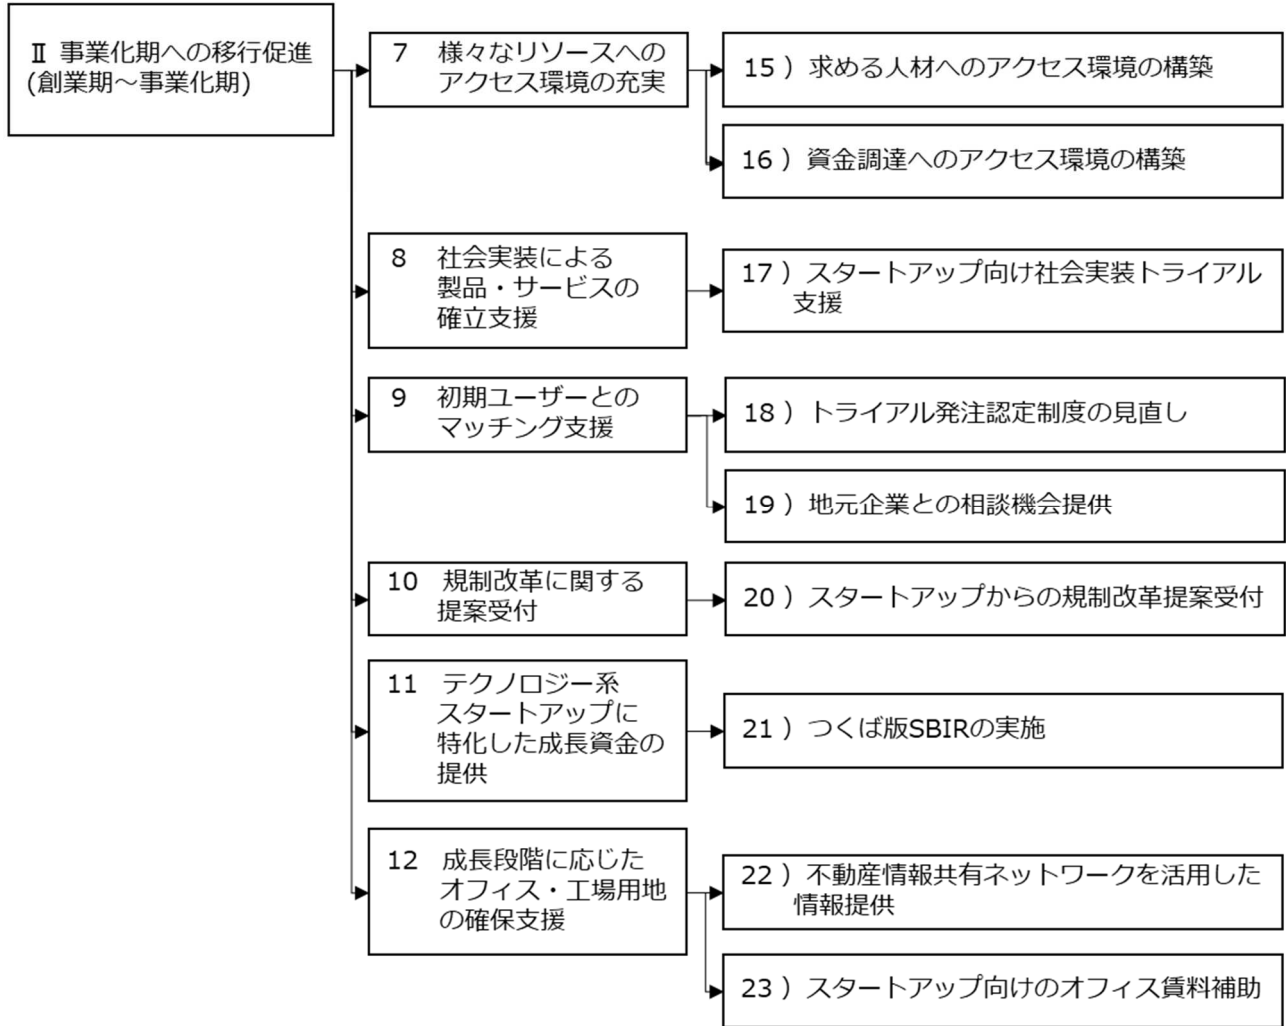 Ⅱ 事業化期への移行促進
(創業期～事業化期)
7 様々なリソースへの
アクセス環境の充実
15 ）求める人材へのアクセス環境の構築
16 ）資金調達へのアクセス環境の構築
8 社会実装による
製品・サービスの
確立支援
17 ）スタートアップ向け社会実装トライアル
支援
9 初期ユーザーとの
マッチング支援
18 ）トライアル発注認定制度の見直し
19 ）地元企業との相談機会提供
10 規制改革に関する
提案受付
20 ）スタートアップからの規制改革提案受付
11 テクノロジー系
スタートアップに
特化した成長資金の
提供
21 ）つくば版SBIRの実施
12 成長段階に応じた
オフィス・工場用地
の確保支援
22 ）不動産情報共有ネットワークを活用した
情報提供
23 ）スタートアップ向けのオフィス賃料補助